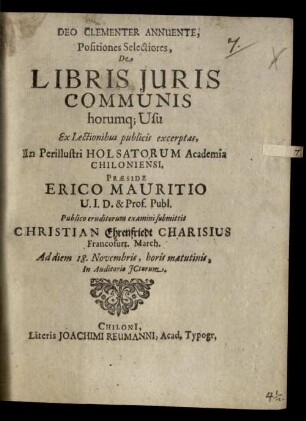 DEO CLEMENTER ANNUENTE,
7.
Positiones Selectiores,
De
LIBRIS JURIS
COMMUNIS
horumq; Usu
Ex Lectionibus publicis excerptas,
In Perillustri HOLSATORUM Academia
CHILONIENSI,
PRÆSIDE
ERICO MAURITIO
U. I. D. & Prof. Publ.
Publico eruditorum examini submittit
CHRISTIAN Ehrenfriedt CHARISIUS
Francofurt. March.
Ad diem 18. Novembris, horis matutinis,
In Auditorio JCtorum.
CHILONI,
Literis JOACHIMI REUMANNI, Acad. Typogr,